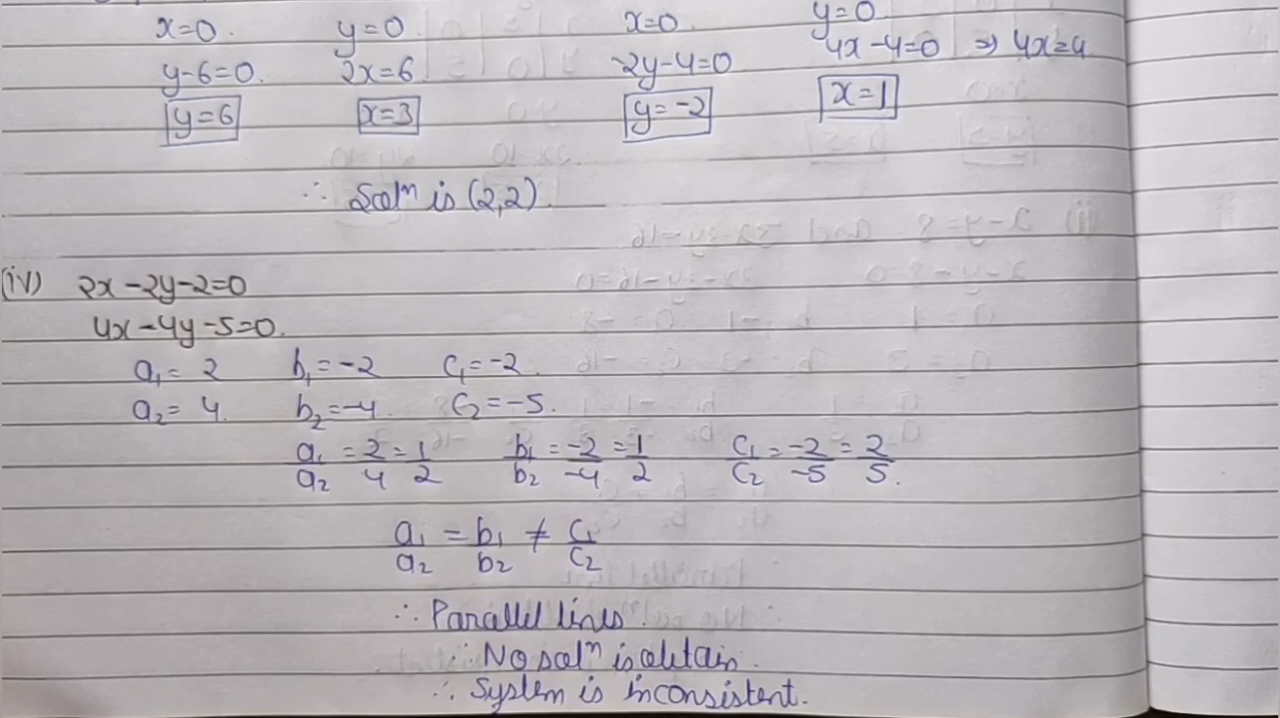 x=0. y=0 x=0. y=0
y-6=0. 2x=6 -2y-4=0 4x-4=0 ⇒ 4x=4
y=6 x=3 y=-2 x=1
∴ Solⁿ is (2,2)
(iv) 2x-2y-2=0
4x-4y-5=0.
a₁= 2 b₁=-2 c₁=-2
a₂= 4. b₂=-4. c₂=-5.
a₁/a₂ = 2/4 = 1/2 b₁/b₂ = -2/-4 = 1/2 c₁/c₂ = -2/-5 = 2/5.
a₁/a₂ = b₁/b₂ ≠ c₁/c₂
∴ Parallel lines.
∴ No solⁿ is obtain.
∴ System is inconsistent.